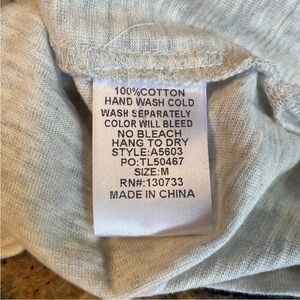 100%COTTON
HAND WASH COLD
WASH SEPARATELY
COLOR WILL BLEED
NO BLEACH
HANG TO DRY
STYLE:A5603
PO:TL50467
SIZE:M
RN#:130733
MADE IN CHINA